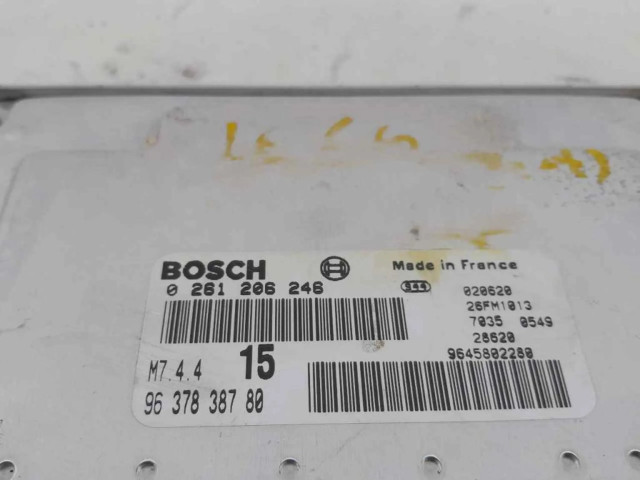 BOSCH
Made in France
0 261 206 246
020620
26FM1013
7035 0549
28620
9645802280
M7.4.4 15
96 378 387 80